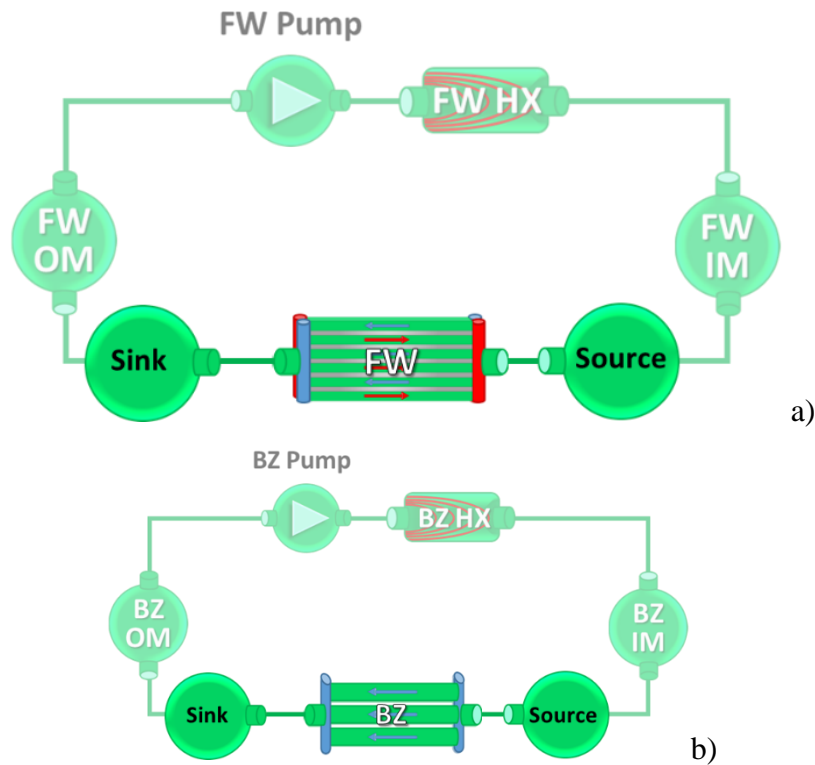 FW Pump
FW HX
FW
OM
FW
IM
Sink
FW
Source
a)
BZ Pump
BZ HX
BZ
OM
BZ
IM
Sink
BZ
Source
b)